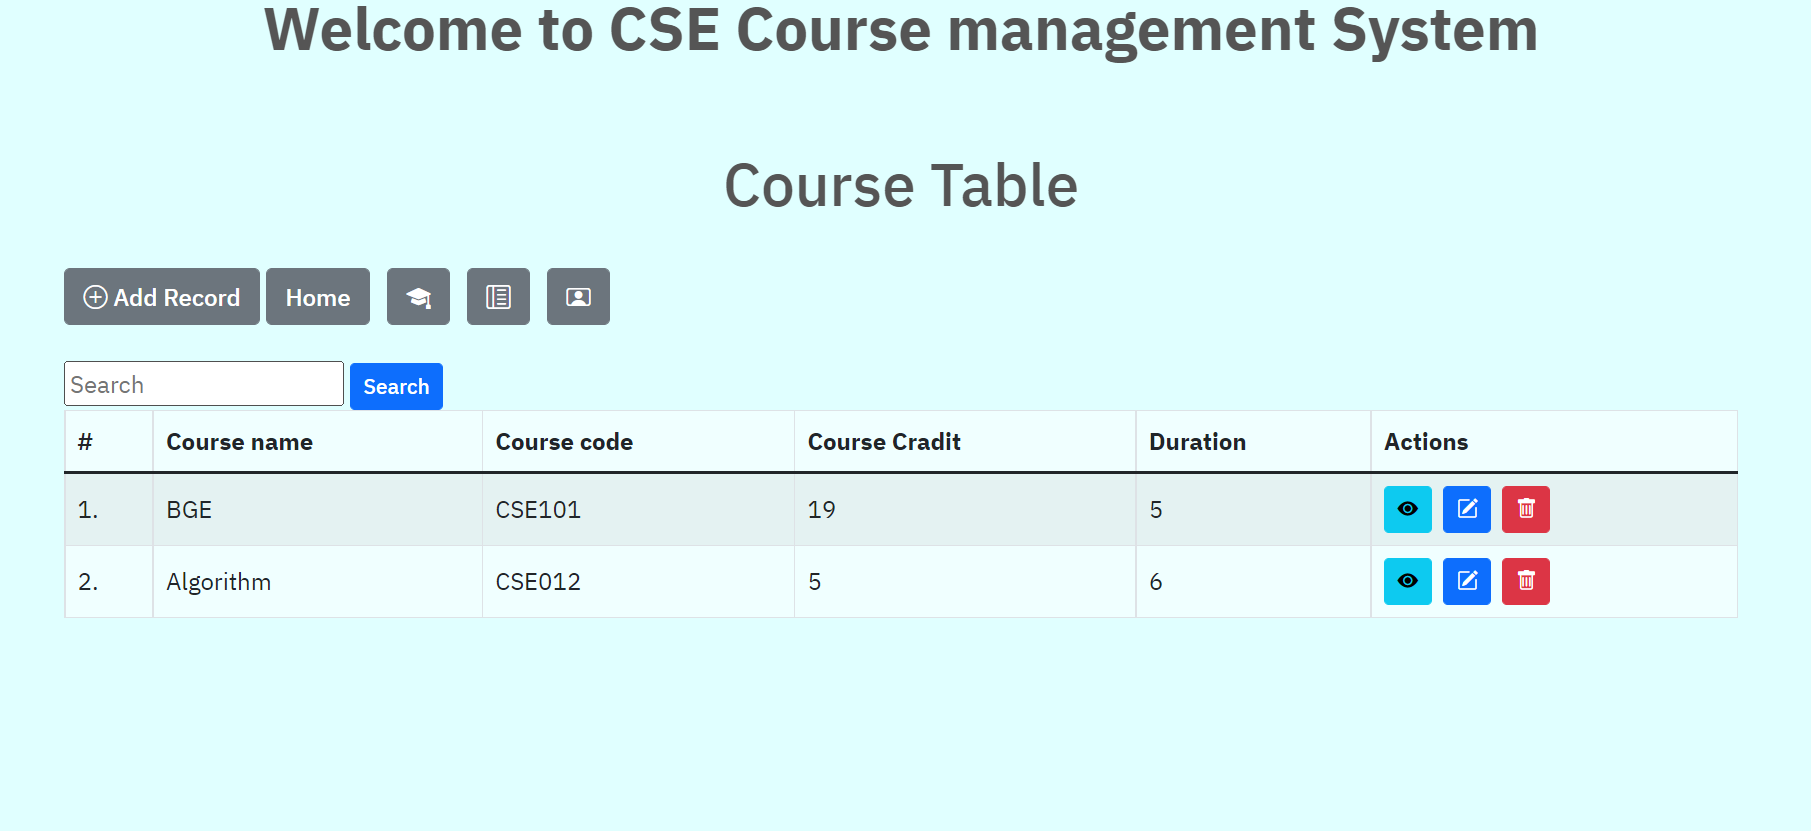 Welcome to CSE Course management System
Course Table
Add Record Home
Search Search
# Course name Course code Course Cradit Duration Actions
1. BGE CSE101 19 5
2. Algorithm CSE012 5 6